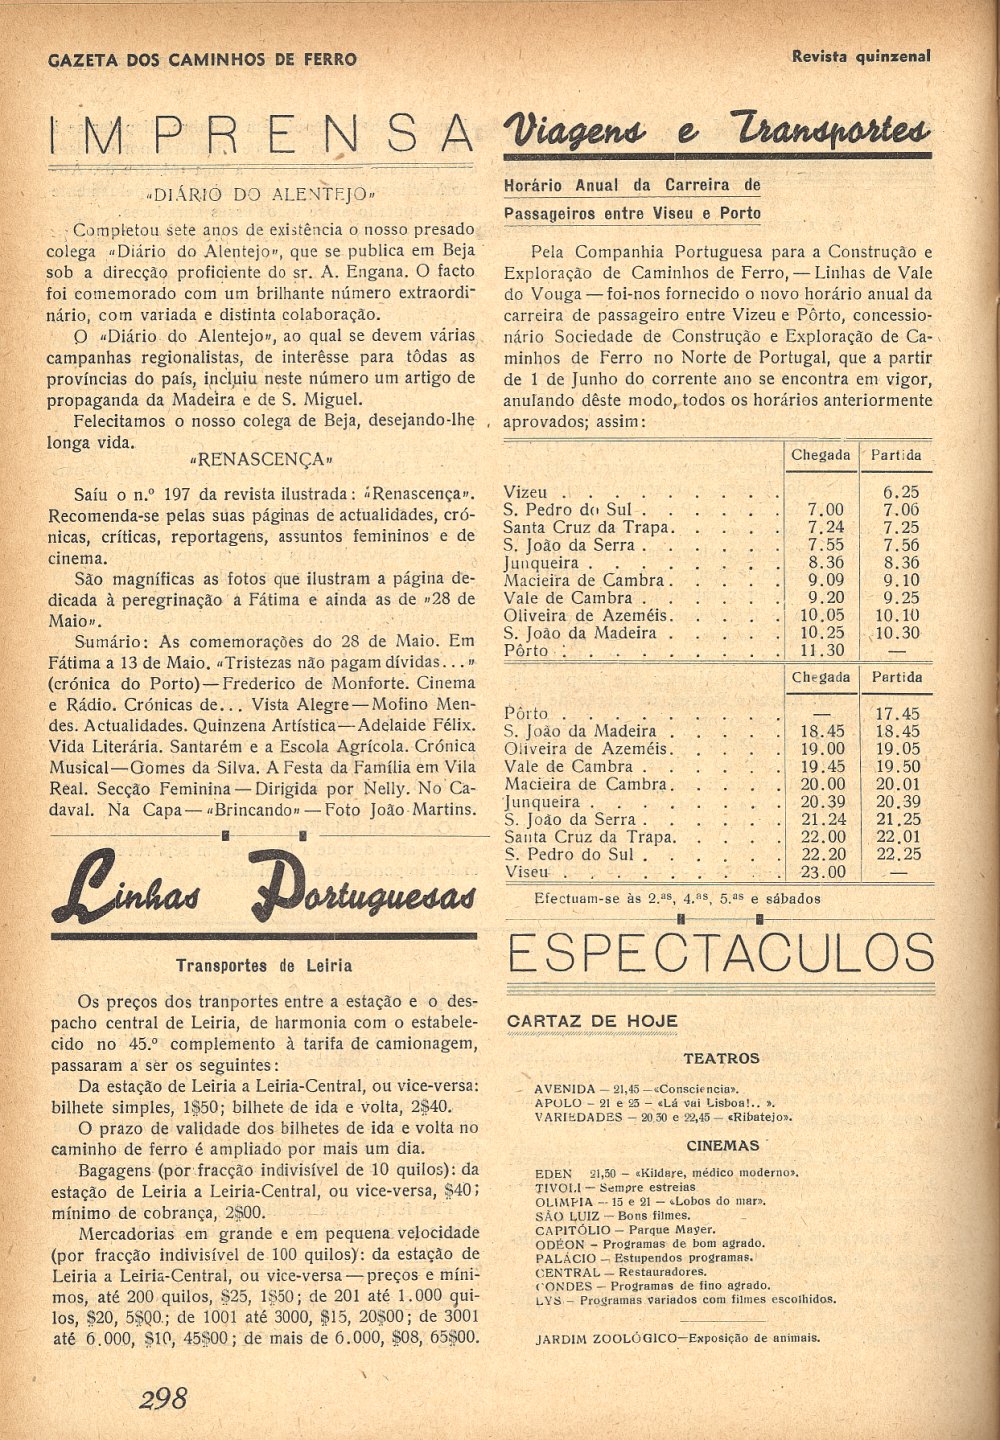 GAZETA DOS CAMINHOS DE FERRO
Revista quinzenal
IMPRENSA
«DIÁRIO DO ALENTEJO»
Completou sete anos de existência o nosso presado
colega «Diário do Alentejo», que se publica em Beja
sob a direcção proficiente do sr. A. Engana. O facto
foi comemorado com um brilhante número extraordi-
nário, com variada e distinta colaboração.
O «Diário do Alentejo», ao qual se devem várias
campanhas regionalistas, de interêsse para tôdas as
províncias do país, incluiu neste número um artigo de
propaganda da Madeira e de S. Miguel.
Felecitamos o nosso colega de Beja, desejando-lhe
longa vida.
«RENASCENÇA»
Saíu o n.º 197 da revista ilustrada: «Renascença».
Recomenda-se pelas suas páginas de actualidades, cró-
nicas, críticas, reportagens, assuntos femininos e de
cinema.
São magníficas as fotos que ilustram a página de-
dicada à peregrinação a Fátima e ainda as de «28 de
Maio».
Sumário: As comemorações do 28 de Maio. Em
Fátima a 13 de Maio. «Tristezas não pagam dívidas...»
(crónica do Porto)—Frederico de Monforte. Cinema
e Rádio. Crónicas de... Vista Alegre—Mofino Men-
des. Actualidades. Quinzena Artística—Adelaide Félix.
Vida Literária. Santarém e a Escola Agrícola. Crónica
Musical—Gomes da Silva. A Festa da Família em Vila
Real. Secção Feminina—Dirigida por Nelly. No Ca-
daval. Na Capa—«Brincando»—Foto João Martins.
Linhas Portuguesas
Transportes de Leiria
Os preços dos tranportes entre a estação e o des-
pacho central de Leiria, de harmonia com o estabele-
cido no 45.º complemento à tarifa de camionagem,
passaram a ser os seguintes:
Da estação de Leiria a Leiria-Central, ou vice-versa:
bilhete simples, 1$50; bilhete de ida e volta, 2$40.
O prazo de validade dos bilhetes de ida e volta no
caminho de ferro é ampliado por mais um dia.
Bagagens (por fracção indivisível de 10 quilos): da
estação de Leiria a Leiria-Central, ou vice-versa, $40;
mínimo de cobrança, 2$00.
Mercadorias em grande e em pequena velocidade
(por fracção indivisível de 100 quilos): da estação de
Leiria a Leiria-Central, ou vice-versa—preços e míni-
mos, até 200 quilos, $25, 1$50; de 201 até 1.000 qui-
los, $20, 5$00.; de 1001 até 3000, $15, 20$00; de 3001
até 6.000, $10, 45$00; de mais de 6.000, $08, 65$00.
Viagens e Transportes
Horário Anual da Carreira de
Passageiros entre Viseu e Porto
Pela Companhia Portuguesa para a Construção e
Exploração de Caminhos de Ferro,—Linhas de Vale
do Vouga—foi-nos fornecido o novo horário anual da
carreira de passageiro entre Vizeu e Pôrto, concessio-
nário Sociedade de Construção e Exploração de Ca-
minhos de Ferro no Norte de Portugal, que a partir
de 1 de Junho do corrente ano se encontra em vigor,
anulando dêste modo, todos os horários anteriormente
aprovados; assim:
Chegada Partida
Vizeu . . . . . . . . . 6.25
S. Pedro do Sul . . . . . . 7.00 7.06
Santa Cruz da Trapa. . . . . 7.24 7.25
S. João da Serra . . . . . . 7.55 7.56
Junqueira . . . . . . . . 8.36 8.36
Macieira de Cambra. . . . . 9.09 9.10
Vale de Cambra . . . . . . 9.20 9.25
Oliveira de Azeméis. . . . . 10.05 10.10
S. João da Madeira . . . . . 10.25 10.30
Pôrto . . . . . . . . . 11.30 —
Chegada Partida
Pôrto . . . . . . . . . — 17.45
S. João da Madeira . . . . . 18.45 18.45
Oliveira de Azeméis. . . . . 19.00 19.05
Vale de Cambra . . . . . . 19.45 19.50
Macieira de Cambra. . . . . 20.00 20.01
Junqueira . . . . . . . . 20.39 20.39
S. João da Serra . . . . . . 21.24 21.25
Santa Cruz da Trapa. . . . . 22.00 22.01
S. Pedro do Sul . . . . . . 22.20 22.25
Viseu . . . . . . . . . 23.00 —
Efectuam-se às 2.as, 4.as, 5.as e sábados
ESPECTACULOS
CARTAZ DE HOJE
TEATROS
AVENIDA — 21,45 —«Consciencia».
APOLO — 21 e 23 — «Lá vai Lisboa!.. ».
VARIEDADES — 20,30 e 22,45 — «Ribatejo».
CINEMAS
EDEN 21,30 — «Kildare, médico moderno».
TIVOLI — Sempre estreias
OLIMPIA — 15 e 21 — «Lobos do mar».
SÃO LUIZ — Bons filmes.
CAPITÓLIO — Parque Mayer.
ODÉON — Programas de bom agrado.
PALÁCIO — Estupendos programas.
CENTRAL — Restauradores.
CONDES — Programas de fino agrado.
LYS — Programas variados com filmes escolhidos.
JARDIM ZOOLÓGICO—Exposição de animais.
298